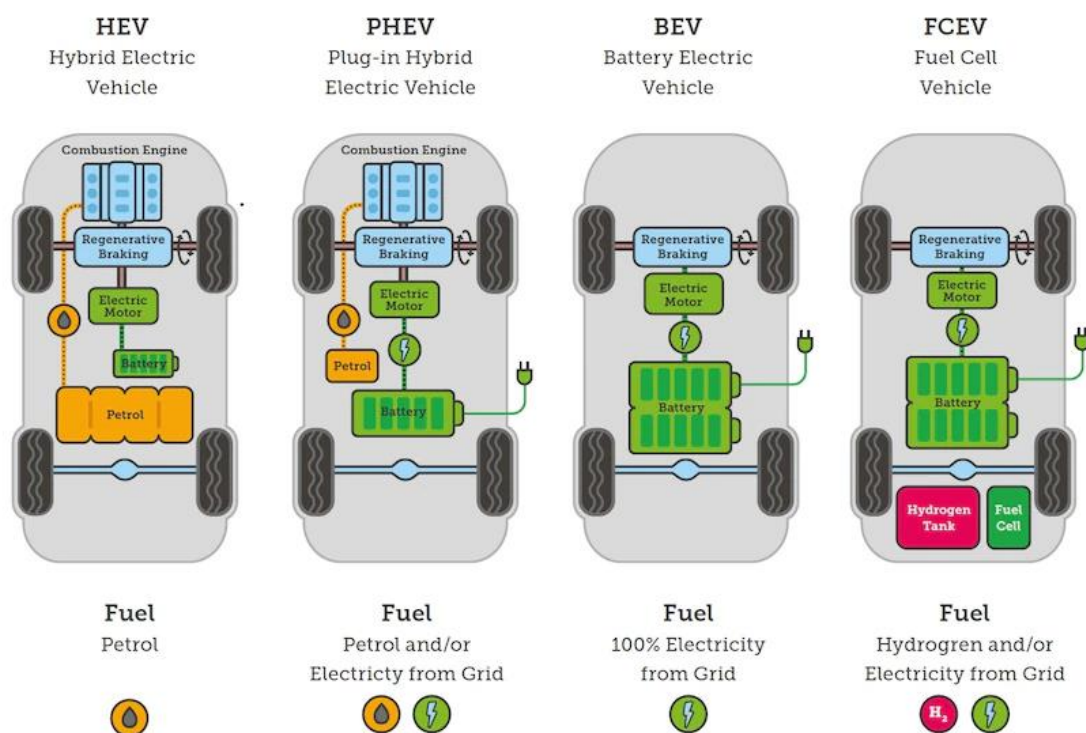 HEV
Hybrid Electric
Vehicle
Combustion Engine
Regenerative
Braking
Electric
Motor
Battery
Petrol
Fuel
Petrol
PHEV
Plug-in Hybrid
Electric Vehicle
Combustion Engine
Regenerative
Braking
Electric
Motor
Petrol
Battery
Fuel
Petrol and/or
Electricty from Grid
BEV
Battery Electric
Vehicle
Regenerative
Braking
Electric
Motor
Battery
Fuel
100% Electricity
from Grid
FCEV
Fuel Cell
Vehicle
Regenerative
Braking
Electric
Motor
Battery
Hydrogen
Tank
Fuel
Cell
Fuel
Hydrogren and/or
Electricity from Grid
H₂